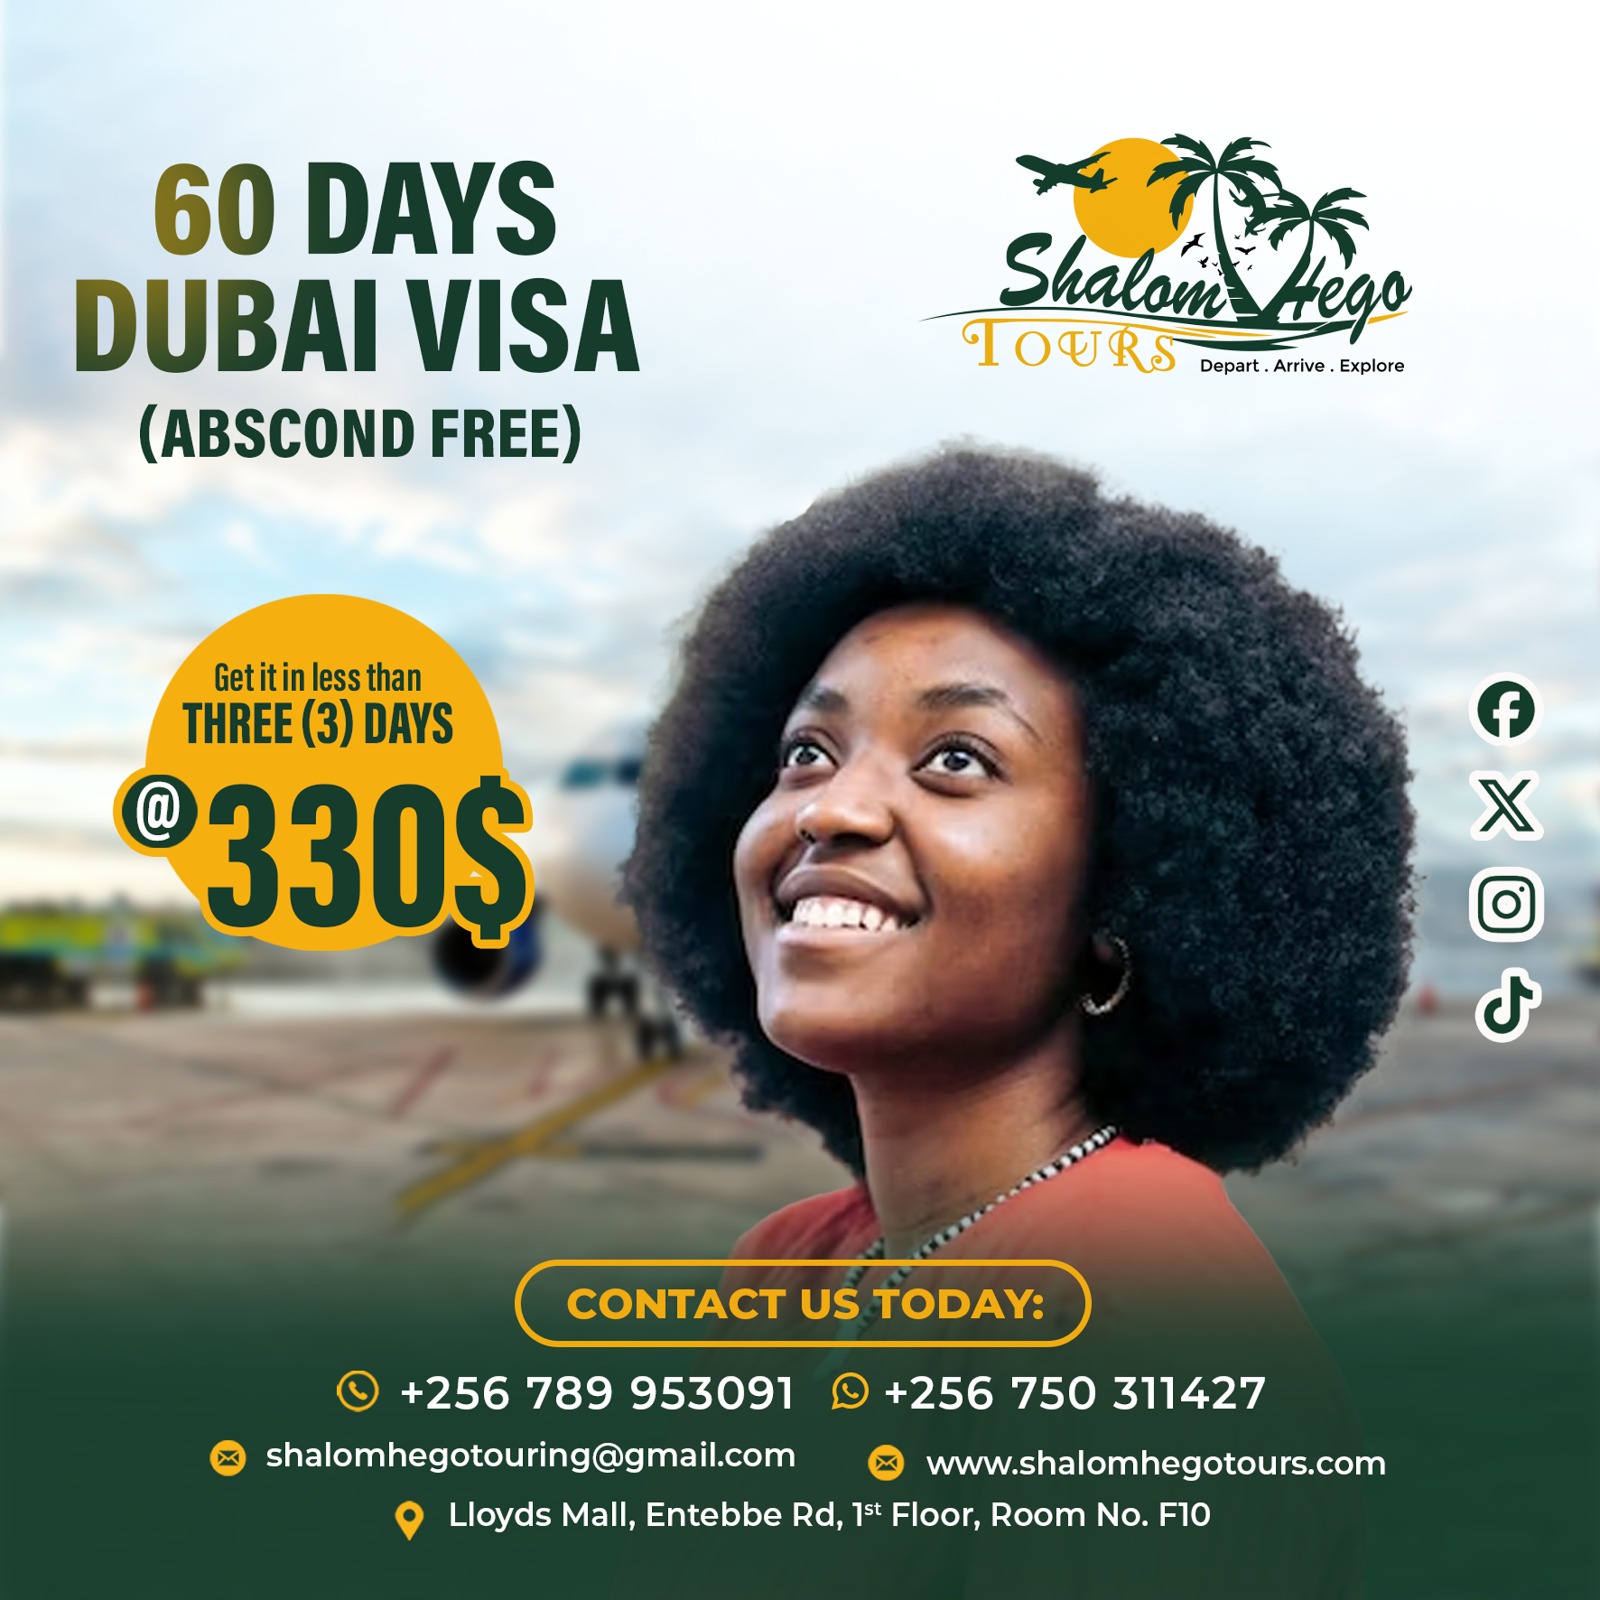 60 DAYS
DUBAI VISA
(ABSCOND FREE)
Shalom Hego
TOURS
Depart . Arrive . Explore
Get it in less than
THREE (3) DAYS
@ 330$
CONTACT US TODAY:
+256 789 953091 +256 750 311427
shalomhegotouring@gmail.com www.shalomhegotours.com
Lloyds Mall, Entebbe Rd, 1st Floor, Room No. F10